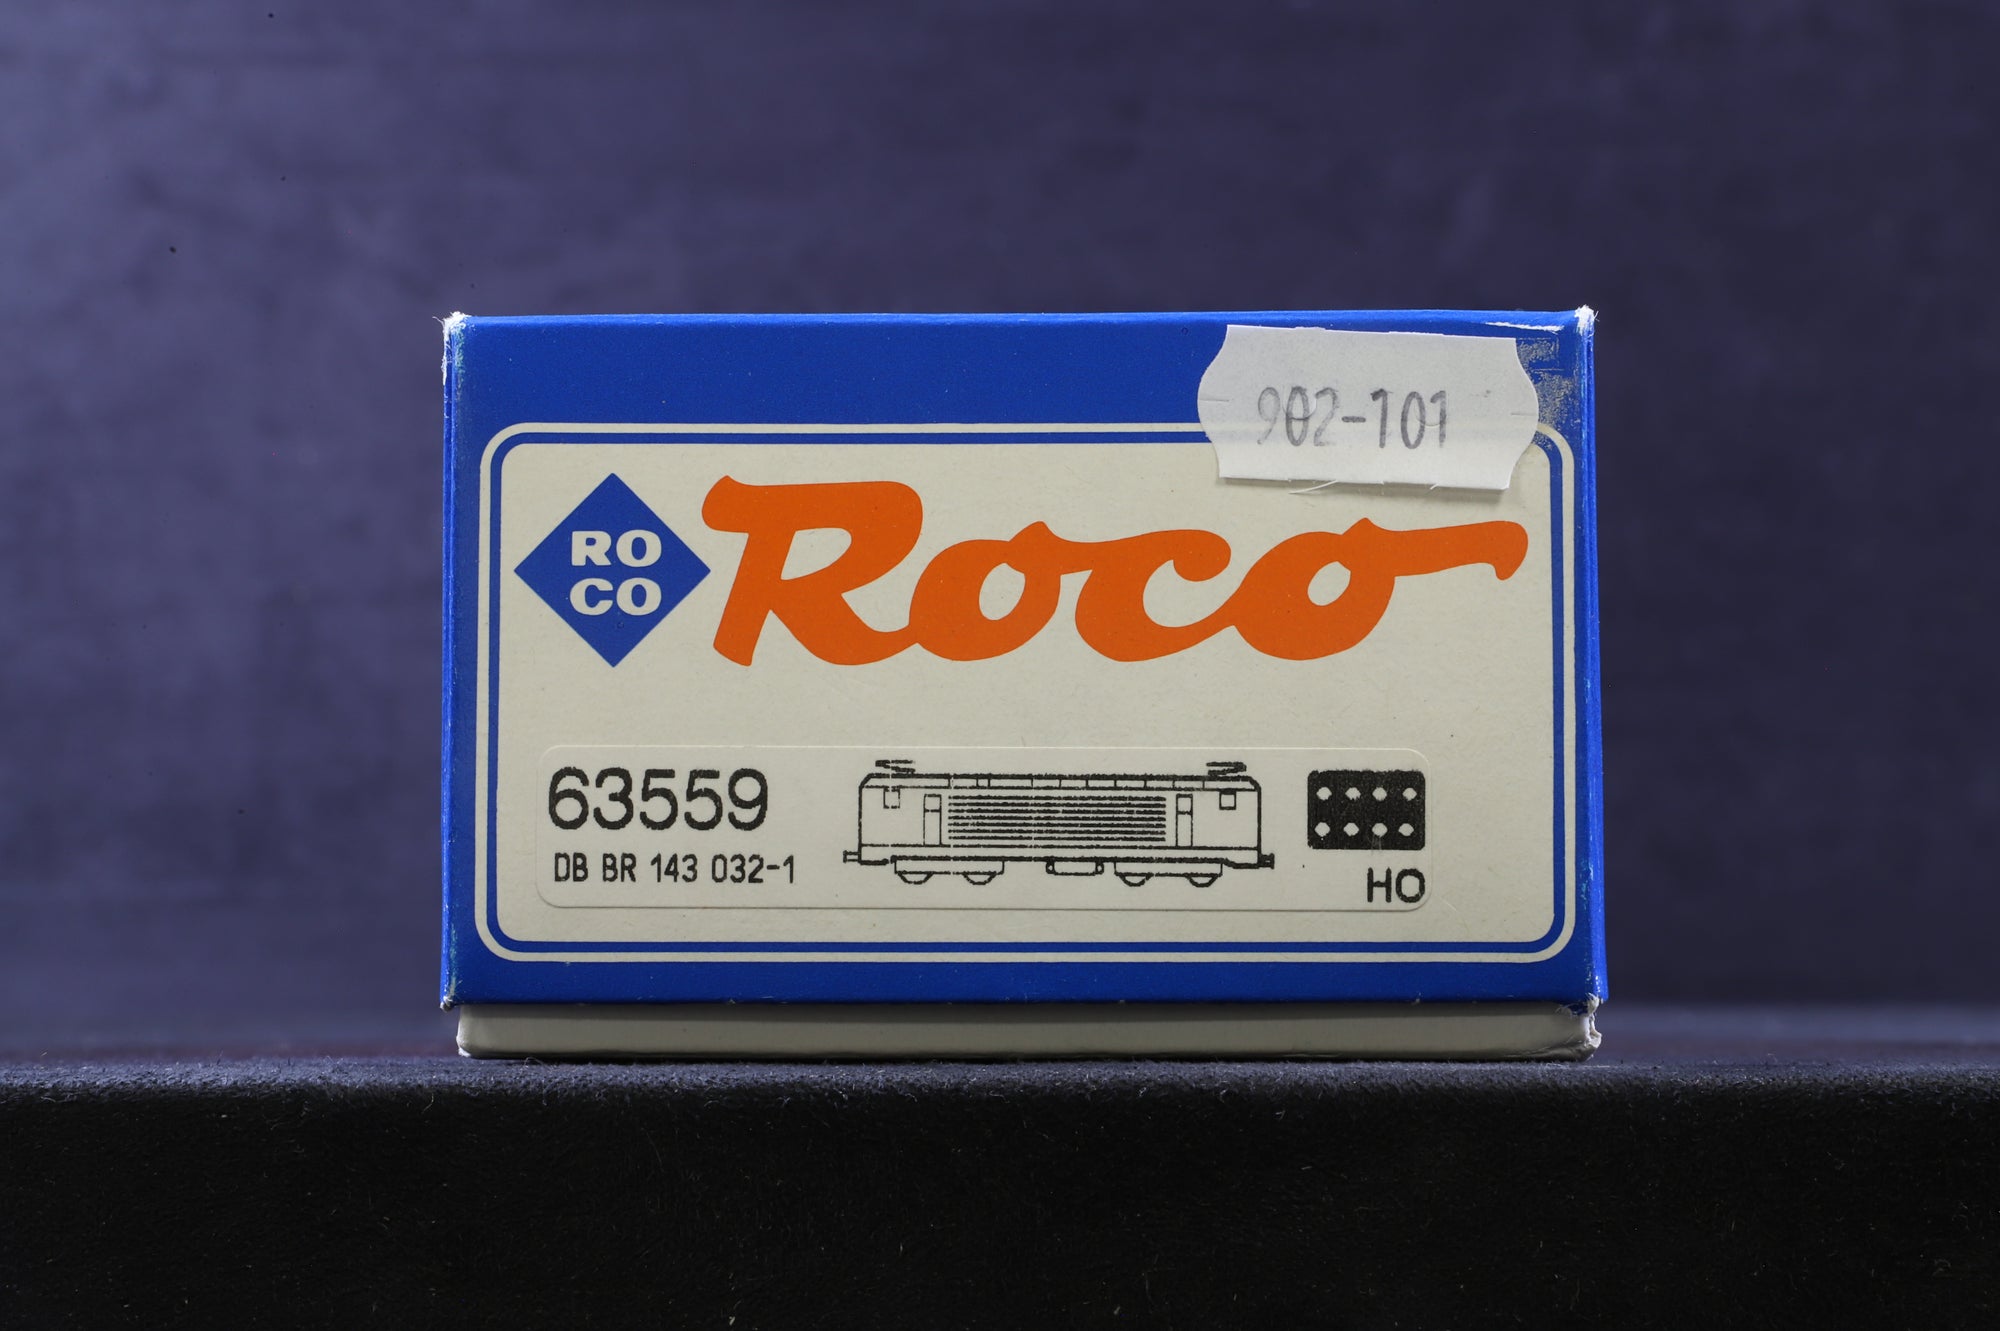 902-101
RO
CO
Roco
63559
DB BR 143 032-1
HO